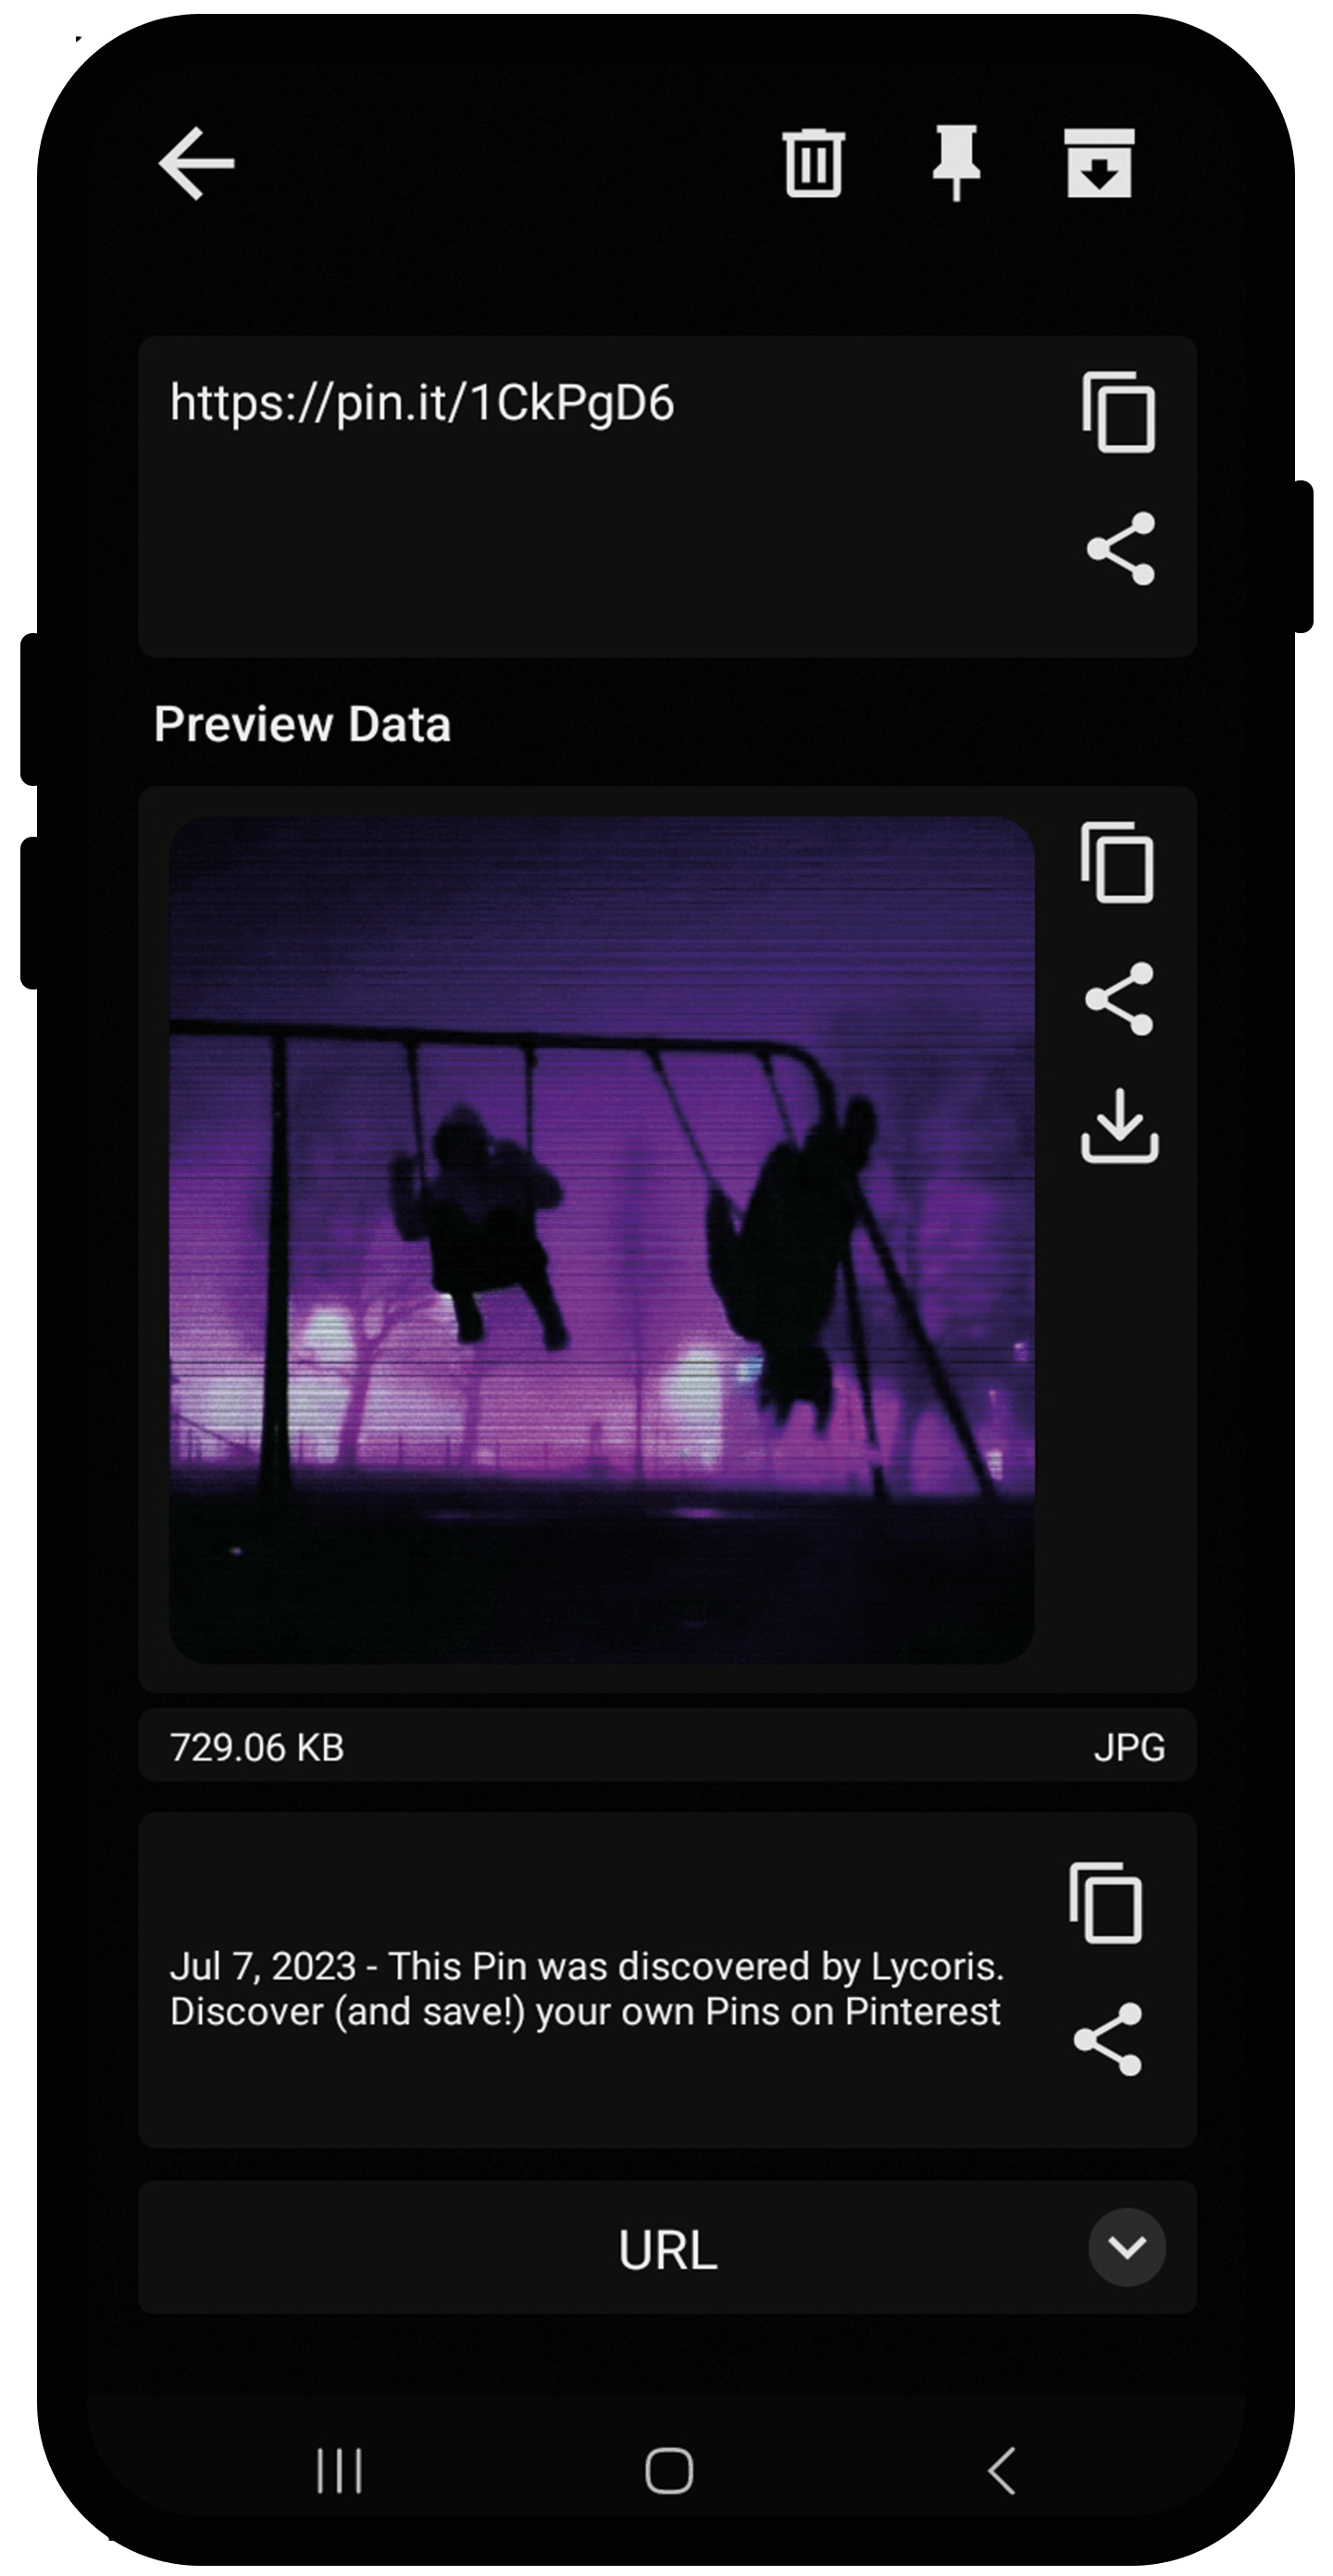 https://pin.it/1CkPgD6
Preview Data
729.06 KB
JPG
Jul 7, 2023 - This Pin was discovered by Lycoris.
Discover (and save!) your own Pins on Pinterest
URL